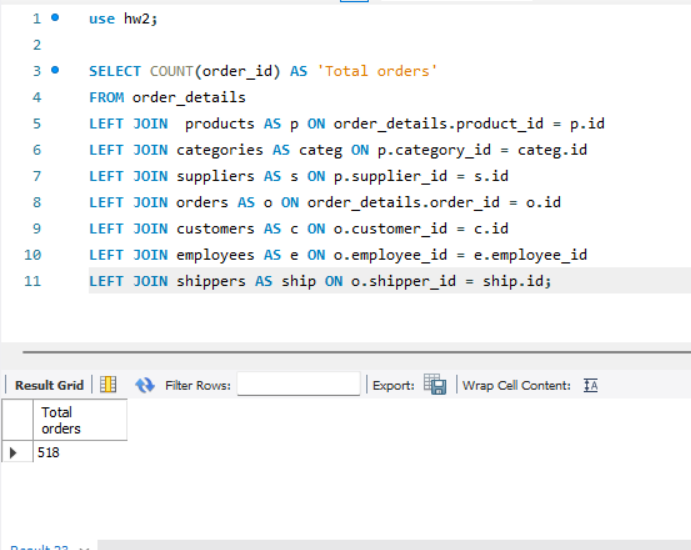 1 use hw2;
2
3 SELECT COUNT(order_id) AS 'Total orders'
4 FROM order_details
5 LEFT JOIN  products AS p ON order_details.product_id = p.id
6 LEFT JOIN categories AS categ ON p.category_id = categ.id
7 LEFT JOIN suppliers AS s ON p.supplier_id = s.id
8 LEFT JOIN orders AS o ON order_details.order_id = o.id
9 LEFT JOIN customers AS c ON o.customer_id = c.id
10 LEFT JOIN employees AS e ON o.employee_id = e.employee_id
11 LEFT JOIN shippers AS ship ON o.shipper_id = ship.id;
Result Grid Filter Rows: Export: Wrap Cell Content: IA
Total
orders
518